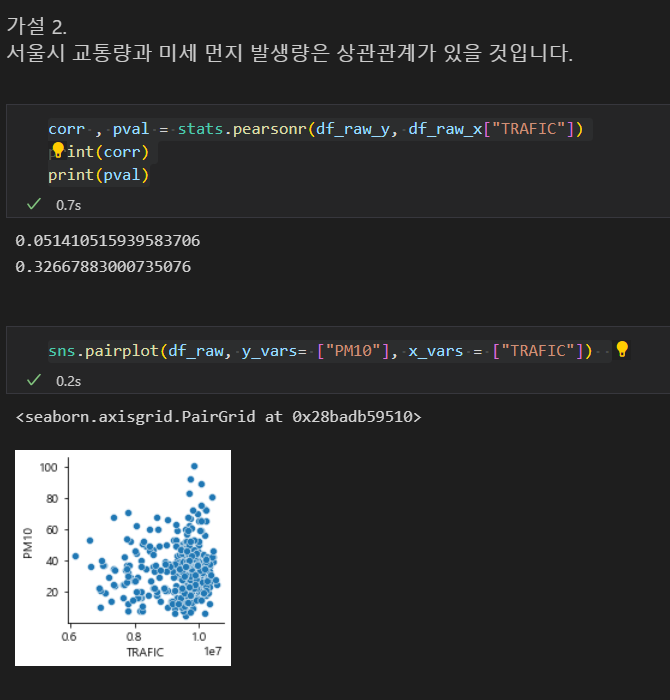 가설 2.
서울시 교통량과 미세 먼지 발생량은 상관관계가 있을 것입니다.
corr , pval = stats.pearsonr(df_raw_y, df_raw_x["TRAFIC"])
int(corr)
print(pval)
0.7s
0.051410515939583706
0.32667883000735076
sns.pairplot(df_raw, y_vars= ["PM10"], x_vars = ["TRAFIC"])
0.2s
<seaborn.axisgrid.PairGrid at 0x28badb59510>
100
80
60
40
20
PM10
0.6 0.8 1.0
TRAFIC 1e7